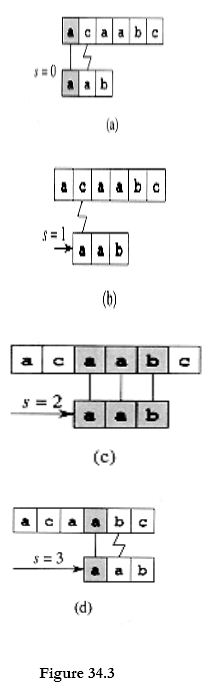 a c a a b c
s = 0
a a b
(a)
a c a a b c
s = 1
a a b
(b)
a c a a b c
s = 2
a a b
(c)
a c a a b c
s = 3
a a b
(d)
Figure 34.3